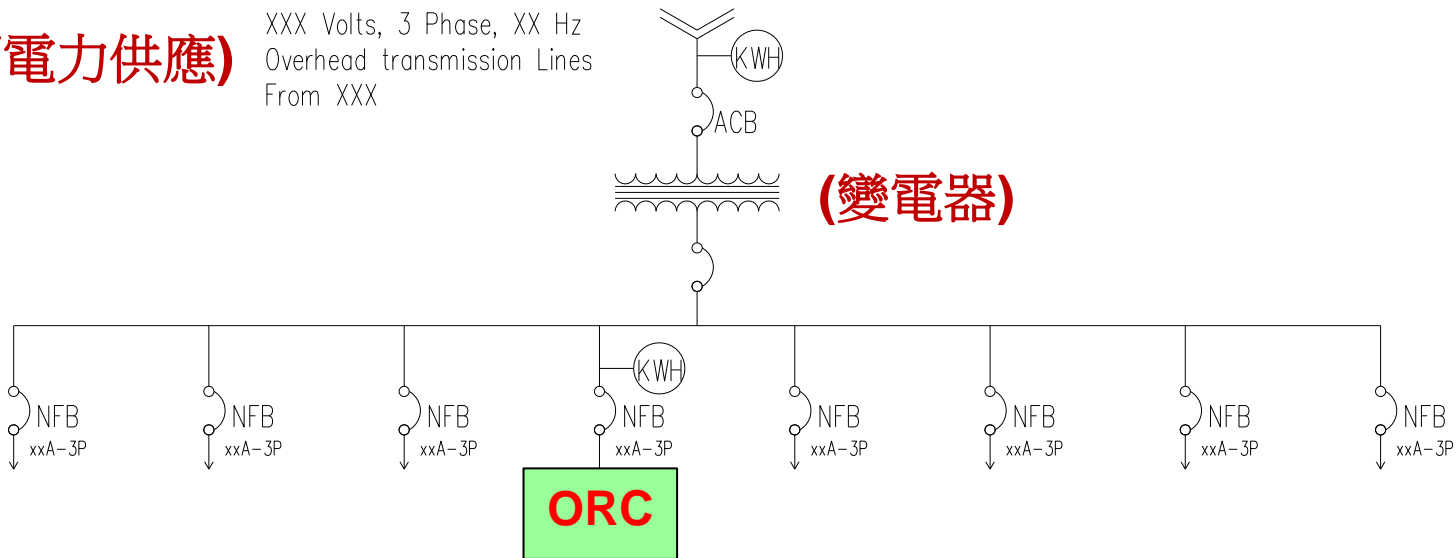 電力供應)
XXX Volts, 3 Phase, XX Hz
Overhead transmission Lines
From XXX
KWH
ACB
(變電器)
KWH
NFB
xxA-3P
NFB
xxA-3P
NFB
xxA-3P
NFB
xxA-3P
NFB
xxA-3P
NFB
xxA-3P
NFB
xxA-3P
NFB
xxA-3P
ORC